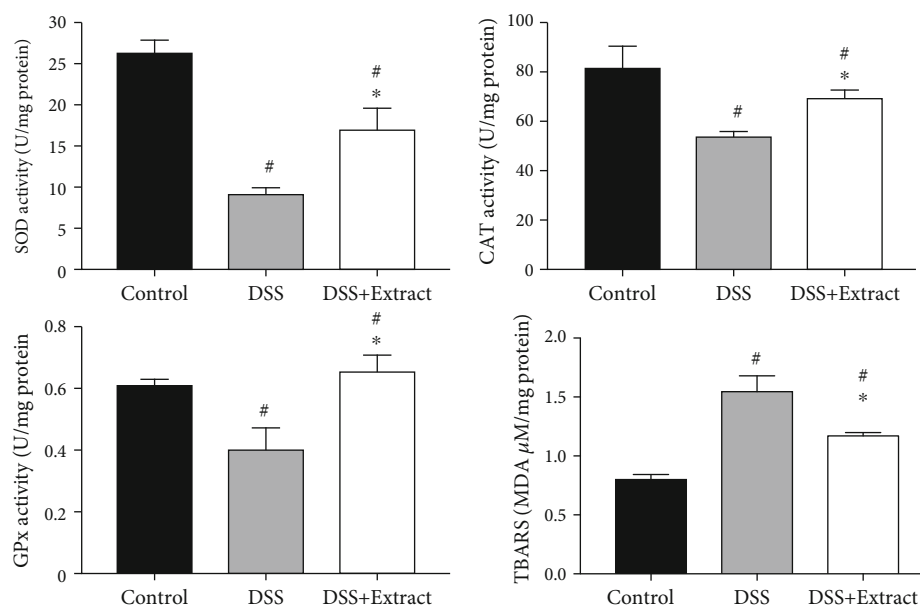 SOD activity (U/mg protein)
30
25
20
15
10
5
0
#
#
*
Control
DSS
DSS+Extract
CAT activity (U/mg protein)
100
80
60
40
20
0
#
#
*
Control
DSS
DSS+Extract
GPx activity (U/mg protein
0.8
0.6
0.4
0.2
0
#
#
*
Control
DSS
DSS+Extract
TBARS (MDA μM/mg protein)
2.0
1.5
1.0
0.5
0.0
#
#
*
Control
DSS
DSS+Extract